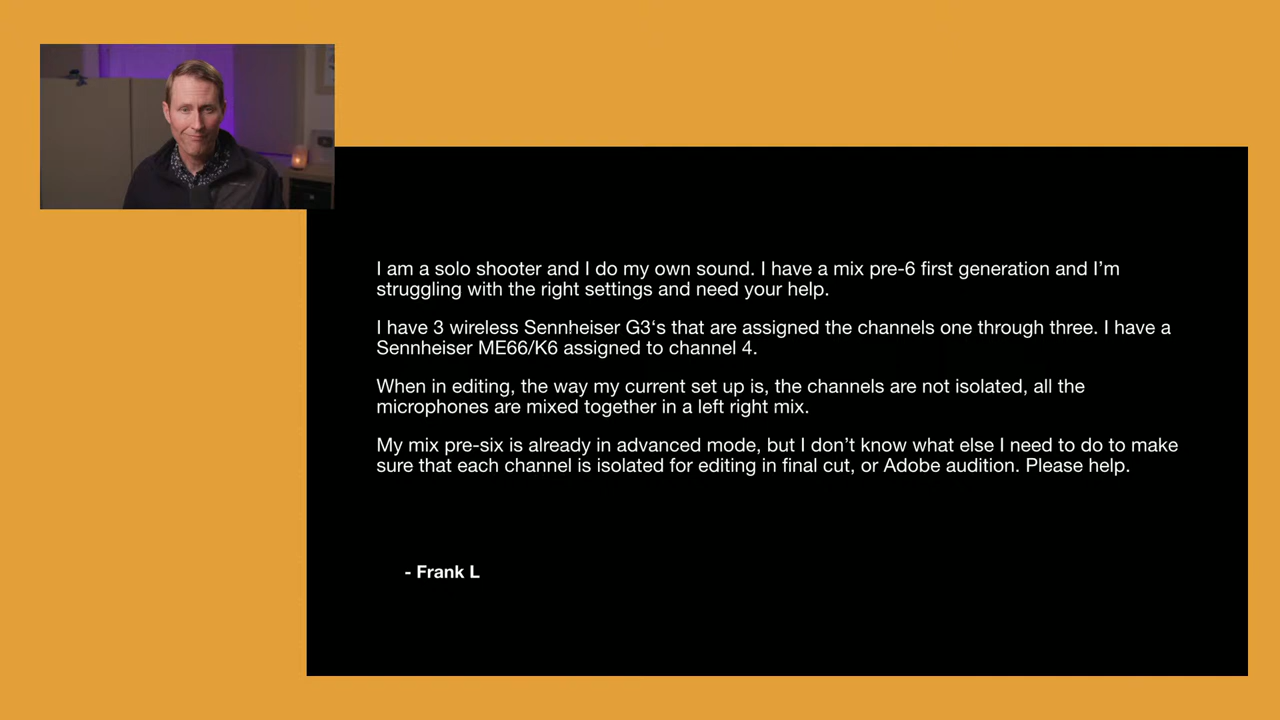 I am a solo shooter and I do my own sound. I have a mix pre-6 first generation and I’m
struggling with the right settings and need your help.
I have 3 wireless Sennheiser G3‘s that are assigned the channels one through three. I have a
Sennheiser ME66/K6 assigned to channel 4.
When in editing, the way my current set up is, the channels are not isolated, all the
microphones are mixed together in a left right mix.
My mix pre-six is already in advanced mode, but I don’t know what else I need to do to make
sure that each channel is isolated for editing in final cut, or Adobe audition. Please help.
- Frank L